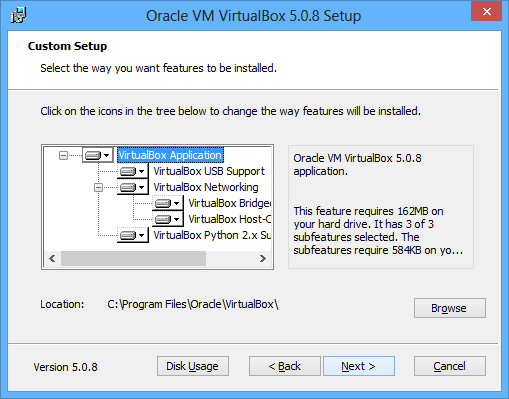 Oracle VM VirtualBox 5.0.8 Setup
Custom Setup
Select the way you want features to be installed.
Click on the icons in the tree below to change the way features will be installed.
VirtualBox Application
VirtualBox USB Support
VirtualBox Networking
VirtualBox Bridged
VirtualBox Host-O
VirtualBox Python 2.x Su
Oracle VM VirtualBox 5.0.8
application.
This feature requires 162MB on
your hard drive. It has 3 of 3
subfeatures selected. The
subfeatures require 584KB on yo...
Location: C:\Program Files\Oracle\VirtualBox\
Browse
Version 5.0.8
Disk Usage
< Back
Next >
Cancel